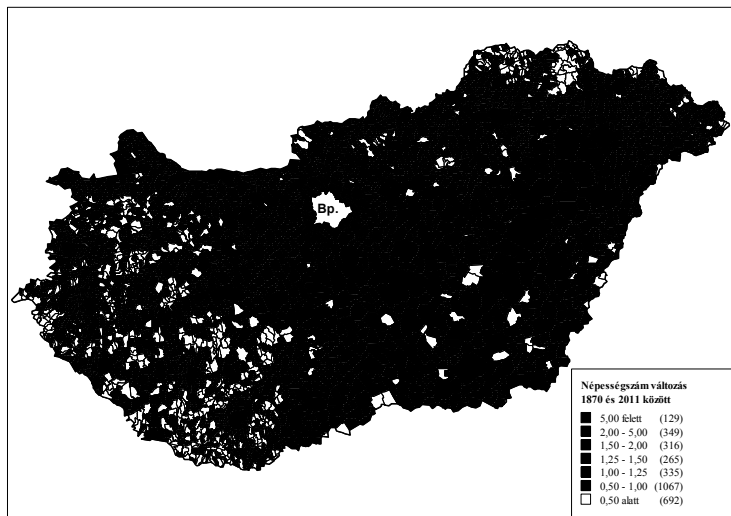 Bp.
Népességszám változás
1870 és 2011 között
5,00 felett (129)
2,00 - 5,00 (349)
1,50 - 2,00 (316)
1,25 - 1,50 (265)
1,00 - 1,25 (335)
0,50 - 1,00 (1067)
0,50 alatt (692)